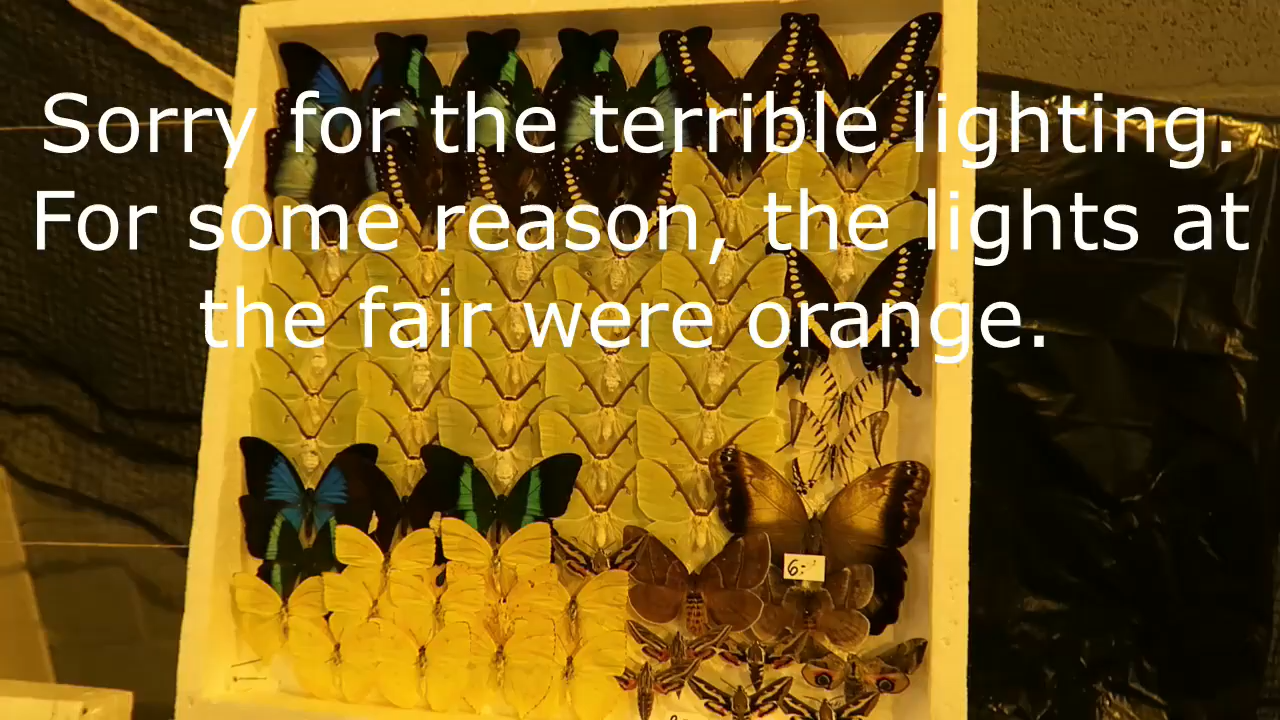 Sorry for the terrible lighting.
For some reason, the lights at
the fair were orange.